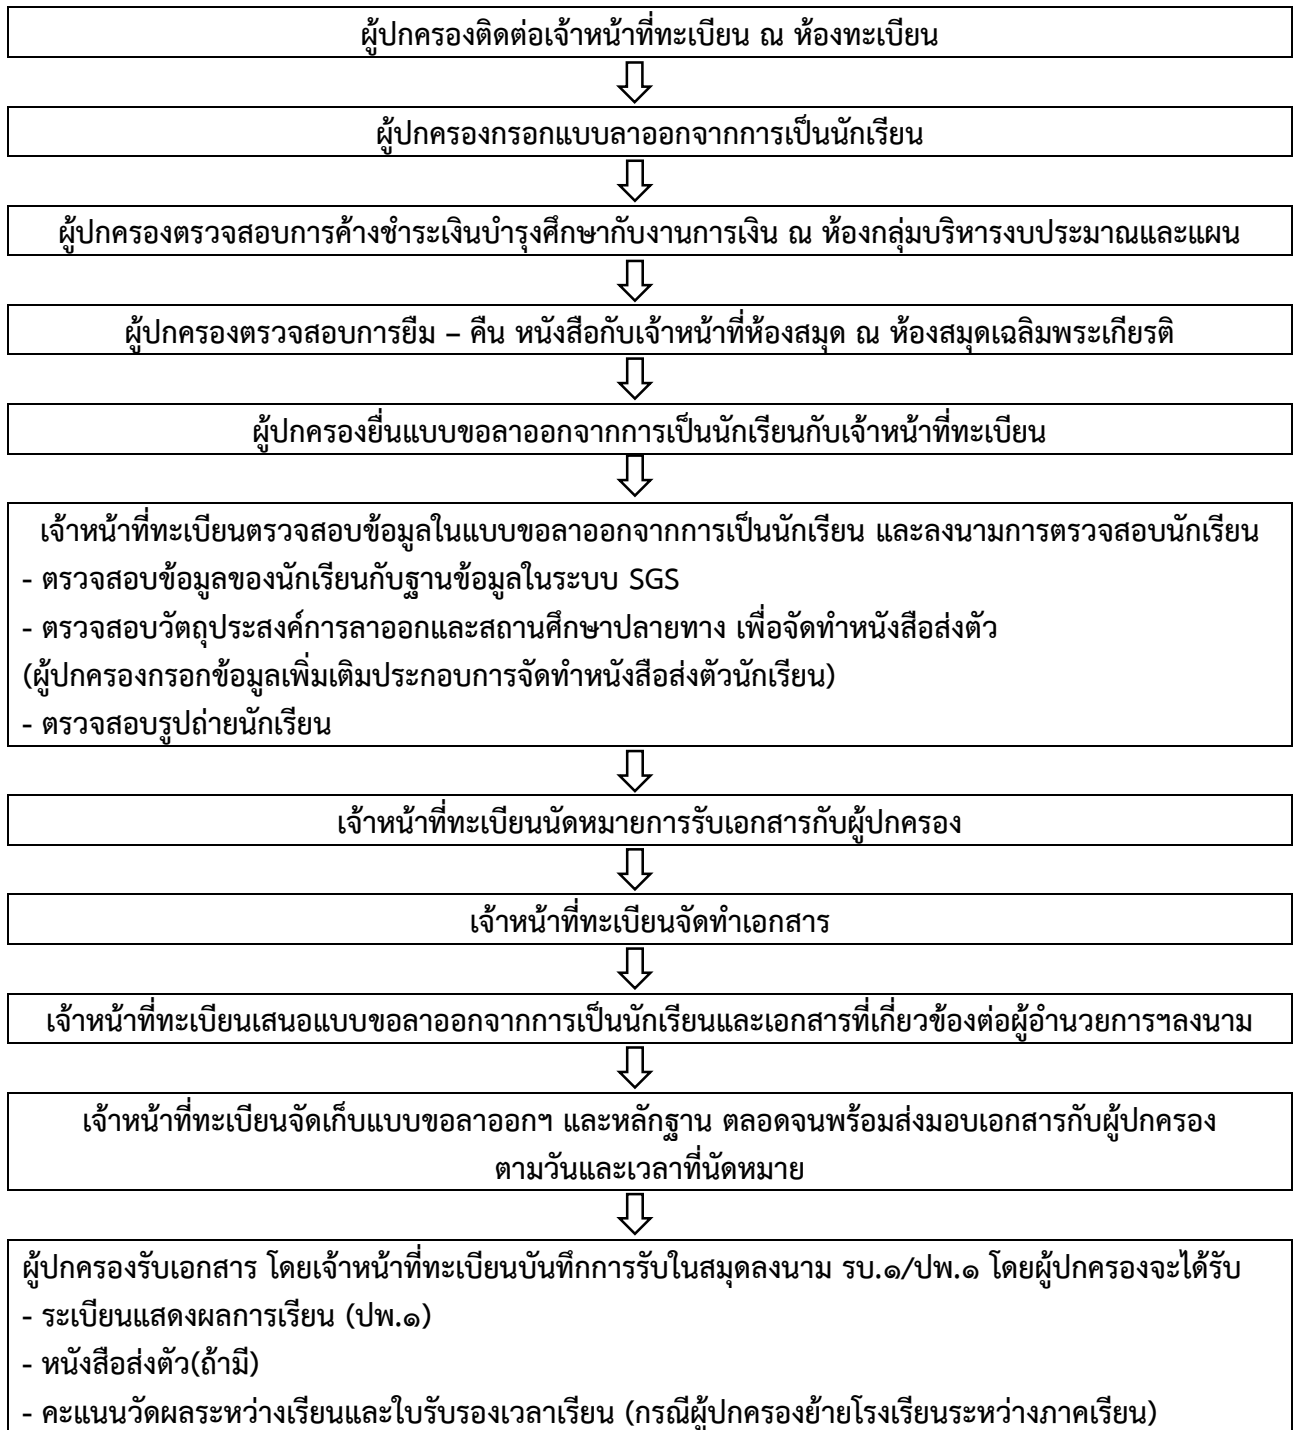 ผู้ปกครองติดต่อเจ้าหน้าที่ทะเบียน ณ ห้องทะเบียน
ผู้ปกครองกรอกแบบลาออกจากการเป็นนักเรียน
ผู้ปกครองตรวจสอบการค้างชำระเงินบำรุงศึกษากับงานการเงิน ณ ห้องกลุ่มบริหารงบประมาณและแผน
ผู้ปกครองตรวจสอบการยืม – คืน หนังสือกับเจ้าหน้าที่ห้องสมุด ณ ห้องสมุดเฉลิมพระเกียรติ
ผู้ปกครองยื่นแบบขอลาออกจากการเป็นนักเรียนกับเจ้าหน้าที่ทะเบียน
เจ้าหน้าที่ทะเบียนตรวจสอบข้อมูลในแบบขอลาออกจากการเป็นนักเรียน และลงนามการตรวจสอบนักเรียน
- ตรวจสอบข้อมูลของนักเรียนกับฐานข้อมูลในระบบ SGS
- ตรวจสอบวัตถุประสงค์การลาออกและสถานศึกษาปลายทาง เพื่อจัดทำหนังสือส่งตัว
(ผู้ปกครองกรอกข้อมูลเพิ่มเติมประกอบการจัดทำหนังสือส่งตัวนักเรียน)
- ตรวจสอบรูปถ่ายนักเรียน
เจ้าหน้าที่ทะเบียนนัดหมายการรับเอกสารกับผู้ปกครอง
เจ้าหน้าที่ทะเบียนจัดทำเอกสาร
เจ้าหน้าที่ทะเบียนเสนอแบบขอลาออกจากการเป็นนักเรียนและเอกสารที่เกี่ยวข้องต่อผู้อำนวยการฯลงนาม
เจ้าหน้าที่ทะเบียนจัดเก็บแบบขอลาออกฯ และหลักฐาน ตลอดจนพร้อมส่งมอบเอกสารกับผู้ปกครอง
ตามวันและเวลาที่นัดหมาย
ผู้ปกครองรับเอกสาร โดยเจ้าหน้าที่ทะเบียนบันทึกการรับในสมุดลงนาม รบ.๑/ปพ.๑ โดยผู้ปกครองจะได้รับ
- ระเบียนแสดงผลการเรียน (ปพ.๑)
- หนังสือส่งตัว(ถ้ามี)
- คะแนนวัดผลระหว่างเรียนและใบรับรองเวลาเรียน (กรณีผู้ปกครองย้ายโรงเรียนระหว่างภาคเรียน)